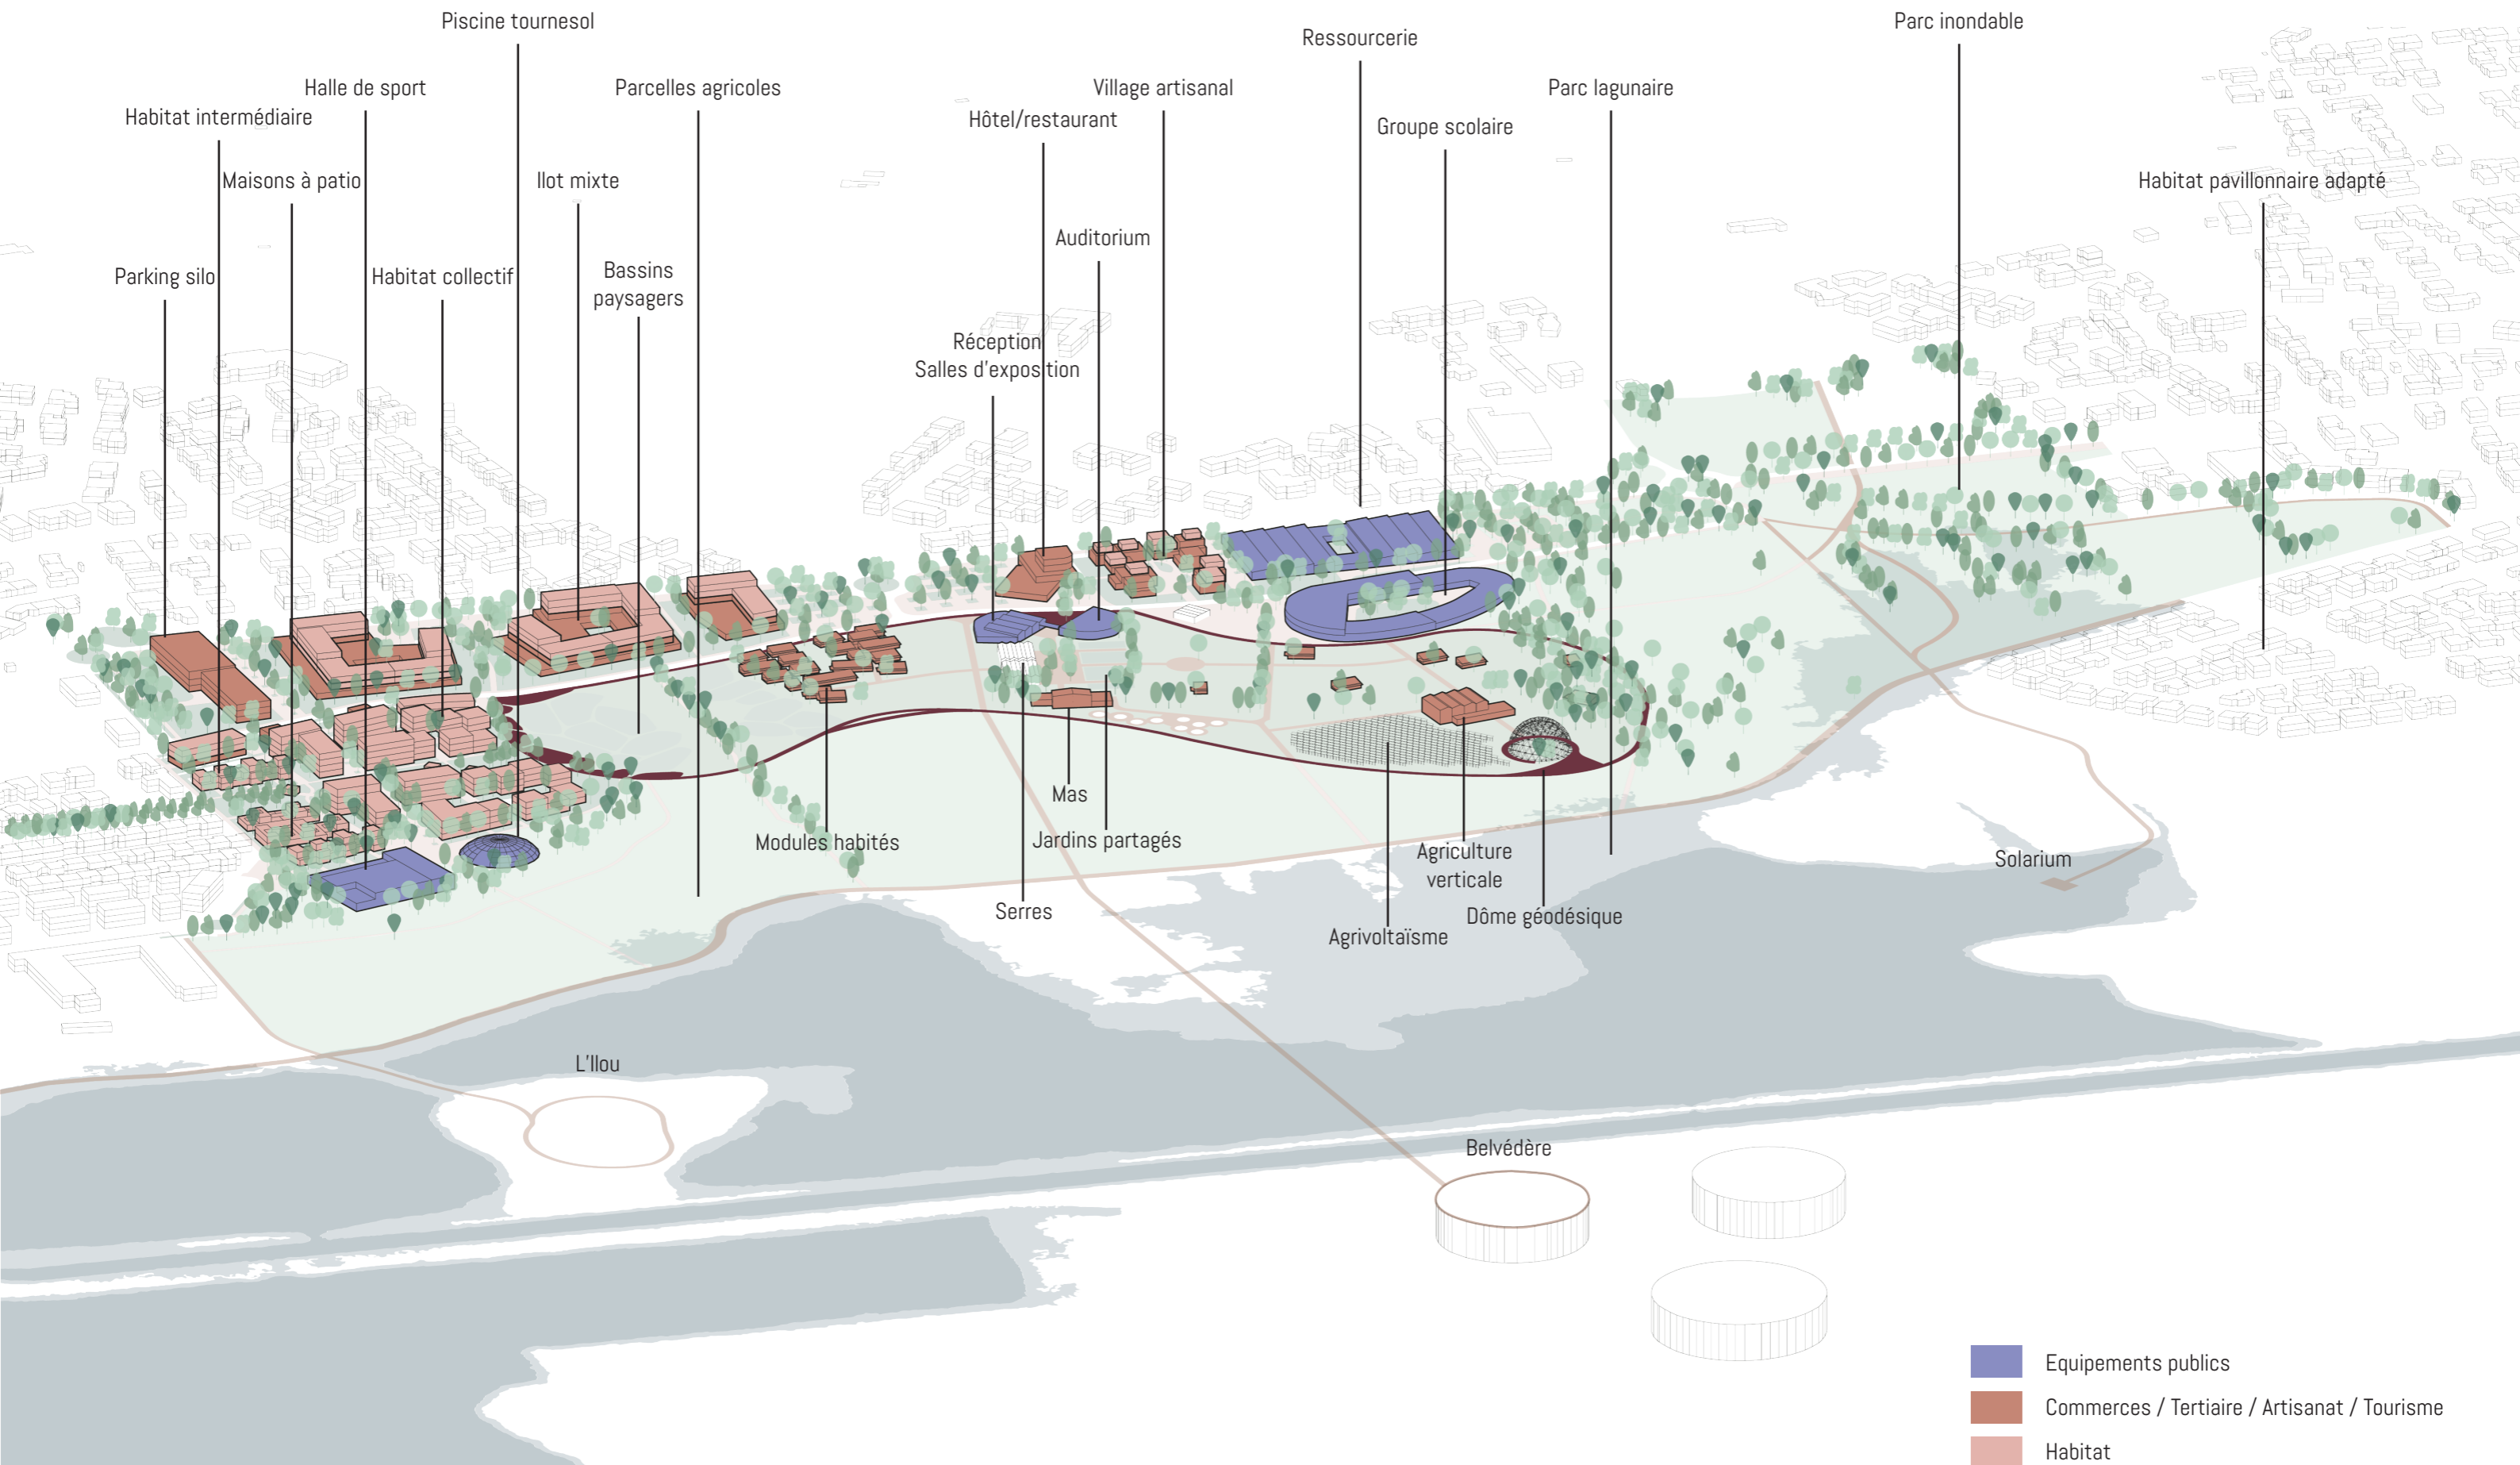 Piscine tournesol
Parc inondable
Ressourcerie
Halle de sport
Parcelles agricoles
Village artisanal
Parc lagunaire
Habitat intermédiaire
Hôtel/restaurant
Groupe scolaire
Maisons à patio
Ilot mixte
Habitat pavillonnaire adapté
Auditorium
Parking silo
Habitat collectif
Bassins
paysagers
Réception
Salles d'exposition
Mas
Modules habités
Jardins partagés
Agriculture
verticale
Solarium
Serres
Dôme géodésique
Agrivoltaïsme
L'Ilou
Belvédère
Equipements publics
Commerces / Tertiaire / Artisanat / Tourisme
Habitat